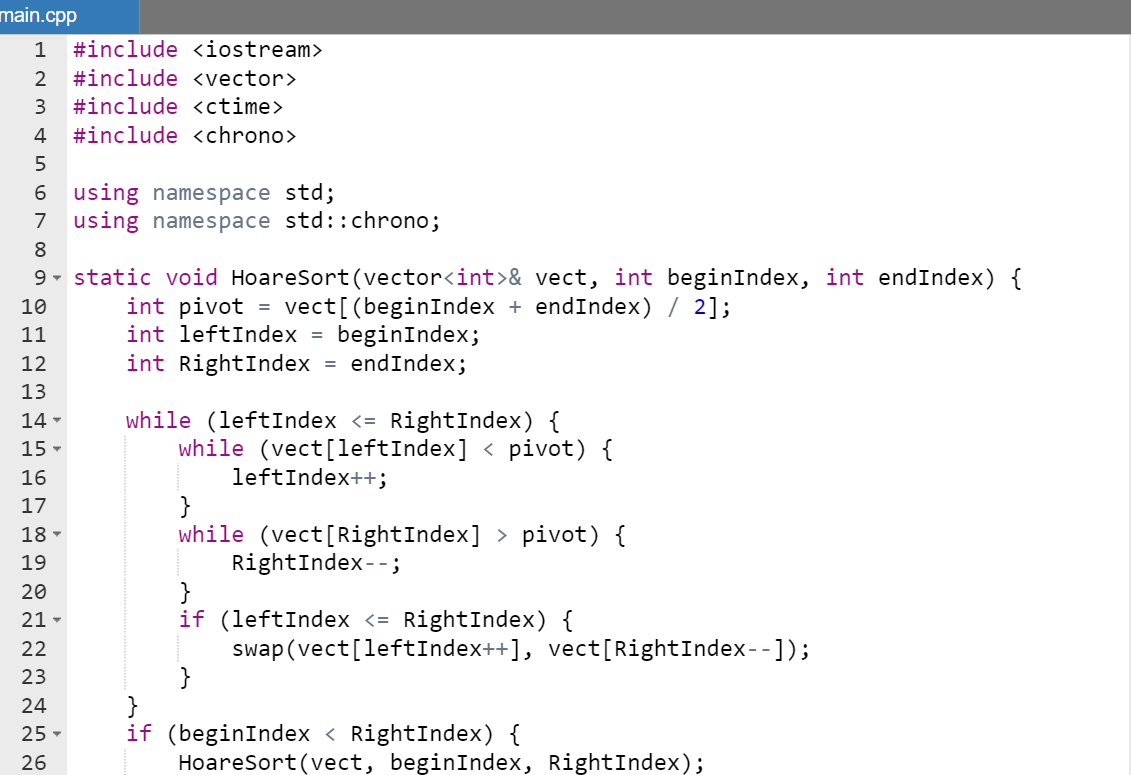 main.cpp
1 #include <iostream>
2 #include <vector>
3 #include <ctime>
4 #include <chrono>
5
6 using namespace std;
7 using namespace std::chrono;
8
9 static void HoareSort(vector<int>& vect, int beginIndex, int endIndex) {
10     int pivot = vect[(beginIndex + endIndex) / 2];
11     int leftIndex = beginIndex;
12     int RightIndex = endIndex;
13
14     while (leftIndex <= RightIndex) {
15         while (vect[leftIndex] < pivot) {
16             leftIndex++;
17         }
18         while (vect[RightIndex] > pivot) {
19             RightIndex--;
20         }
21         if (leftIndex <= RightIndex) {
22             swap(vect[leftIndex++], vect[RightIndex--]);
23         }
24     }
25     if (beginIndex < RightIndex) {
26         HoareSort(vect, beginIndex, RightIndex);